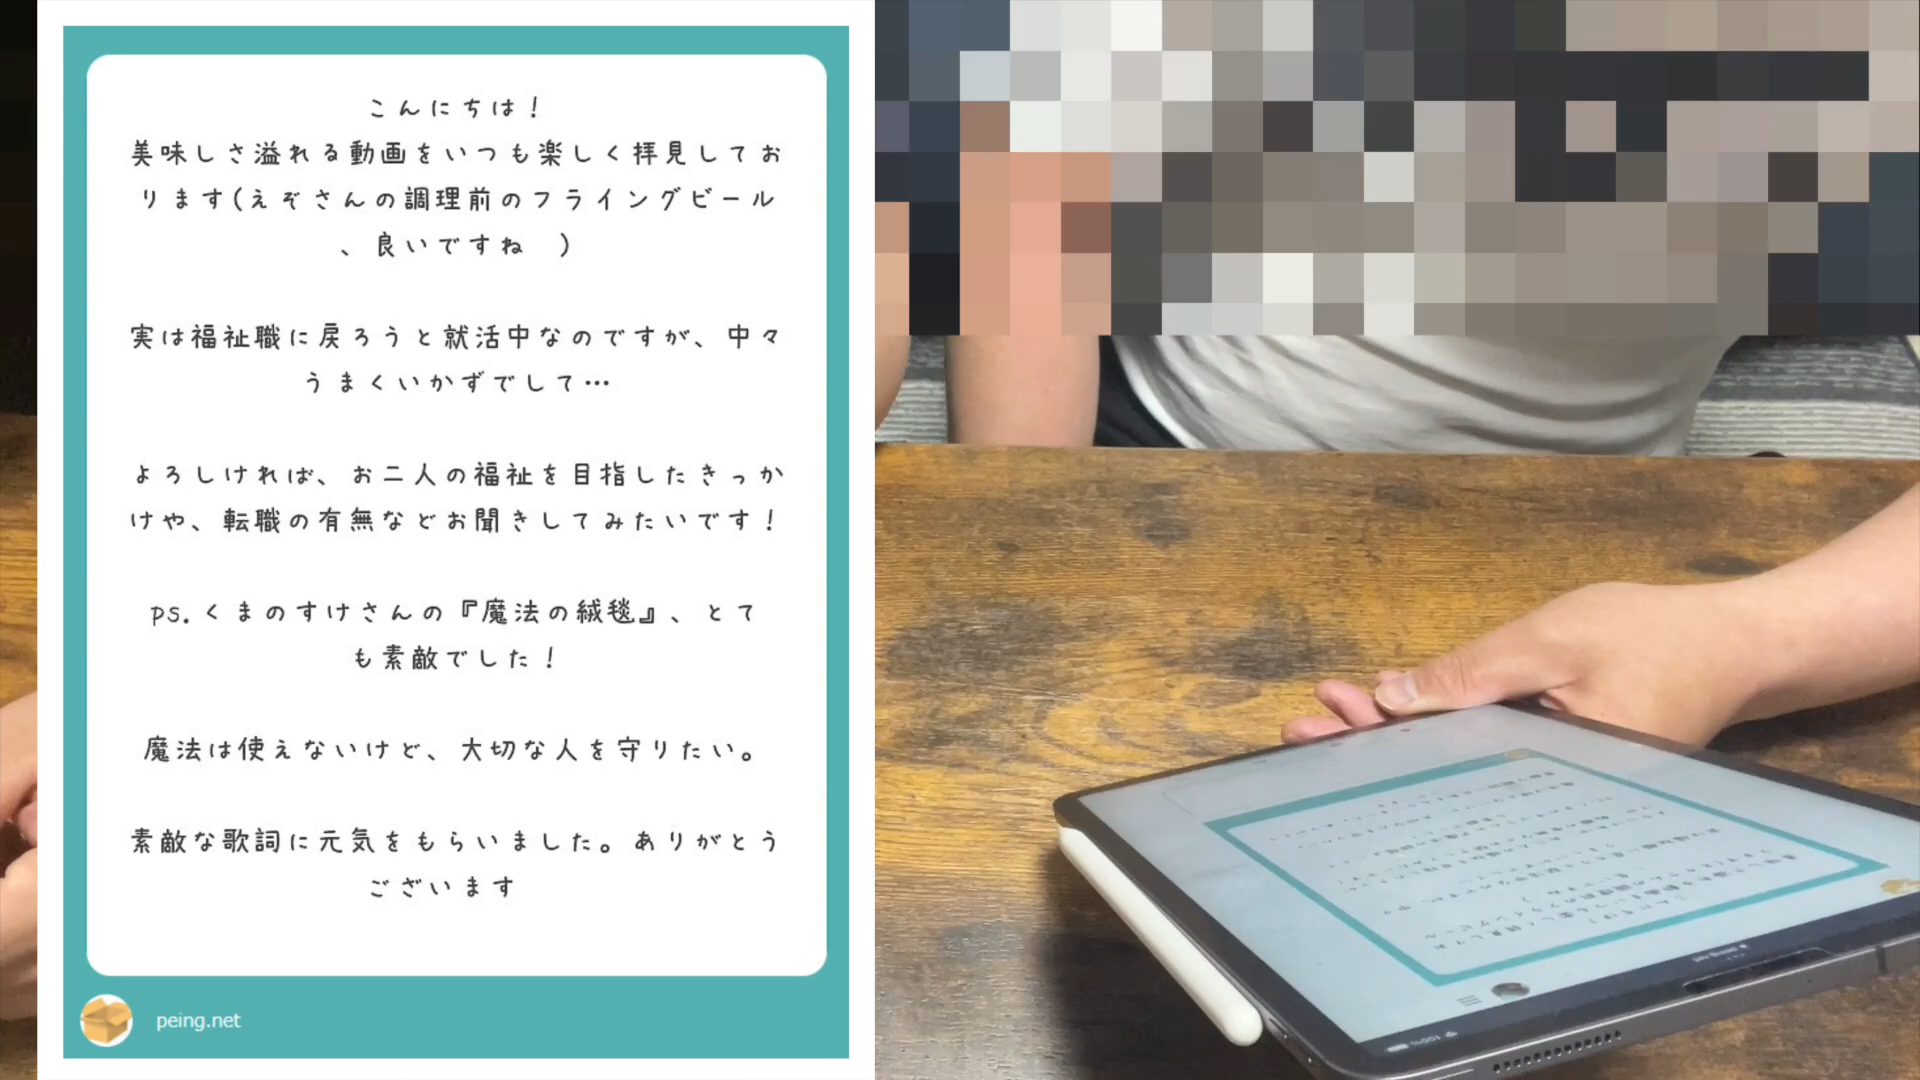 こんにちは！
美味しさ溢れる動画をいつも楽しく拝見してお
ります(えぞさんの調理前のフライングビール
、良いですね　)
実は福祉職に戻ろうと就活中なのですが、中々
うまくいかずでして…
よろしければ、お二人の福祉を目指したきっか
けや、転職の有無などお聞きしてみたいです！
ps.くまのすけさんの『魔法の絨毯』、とて
も素敵でした！
魔法は使えないけど、大切な人を守りたい。
素敵な歌詞に元気をもらいました。ありがとう
ございます
peing.net